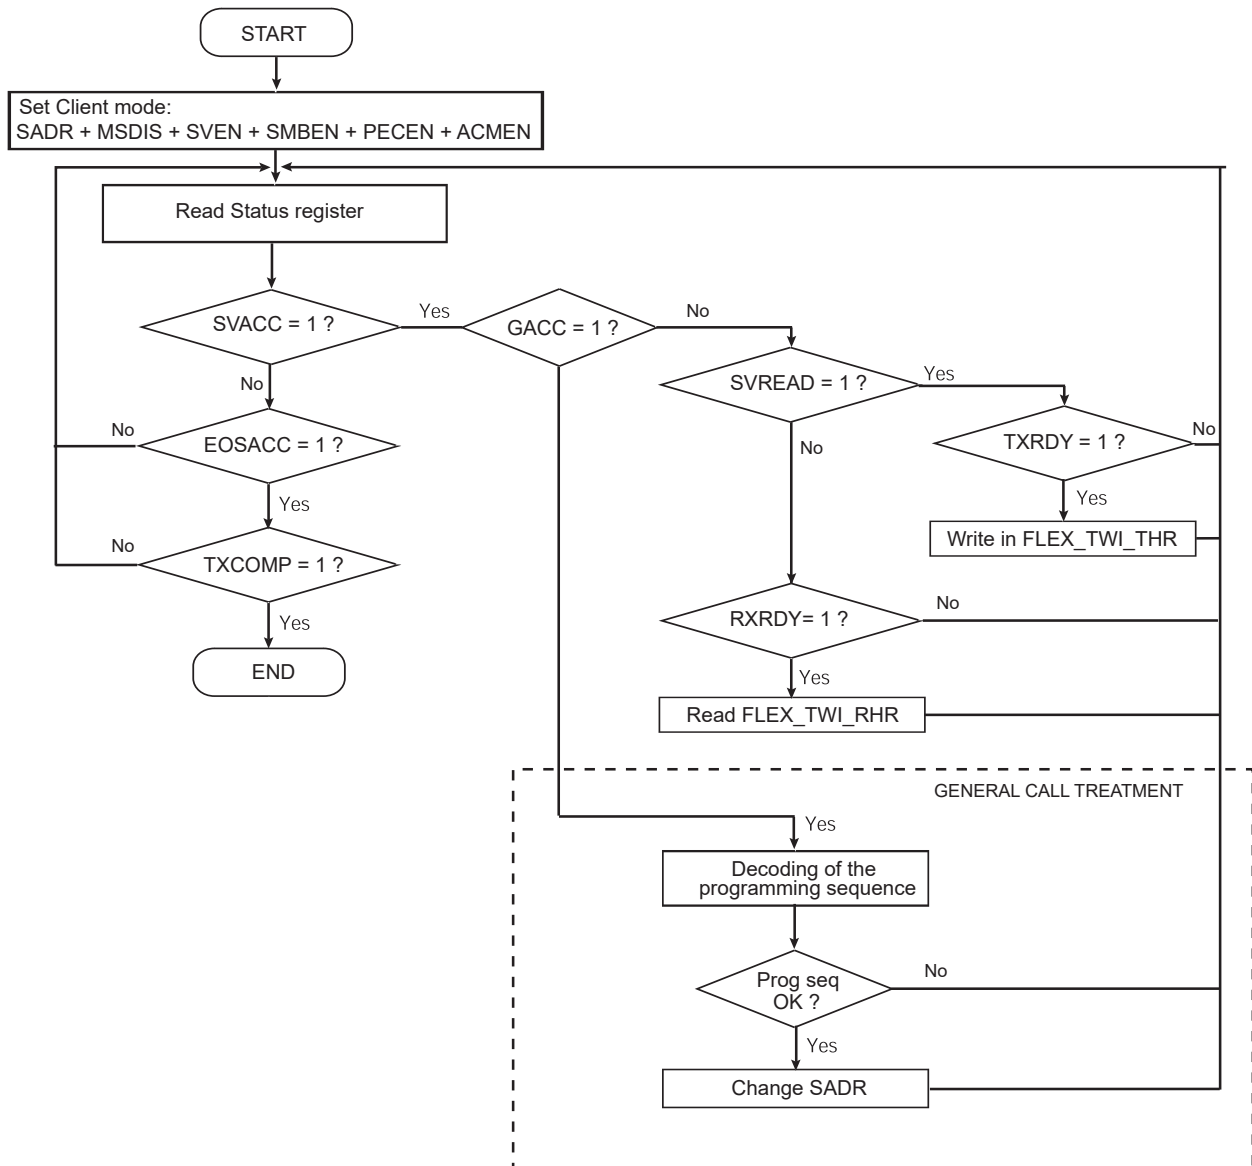 START
Set Client mode:
SADR + MSDIS + SVEN + SMBEN + PECEN + ACMEN
Read Status register
SVACC = 1 ?
Yes
GACC = 1 ?
No
SVREAD = 1 ?
Yes
No
EOSACC = 1 ?
No
TXRDY = 1 ?
No
No
Yes
Yes
Write in FLEX_TWI_THR
TXCOMP = 1 ?
No
Yes
END
RXRDY= 1 ?
No
Yes
Read FLEX_TWI_RHR
GENERAL CALL TREATMENT
Yes
Decoding of the
programming sequence
Prog seq
OK ?
No
Yes
Change SADR